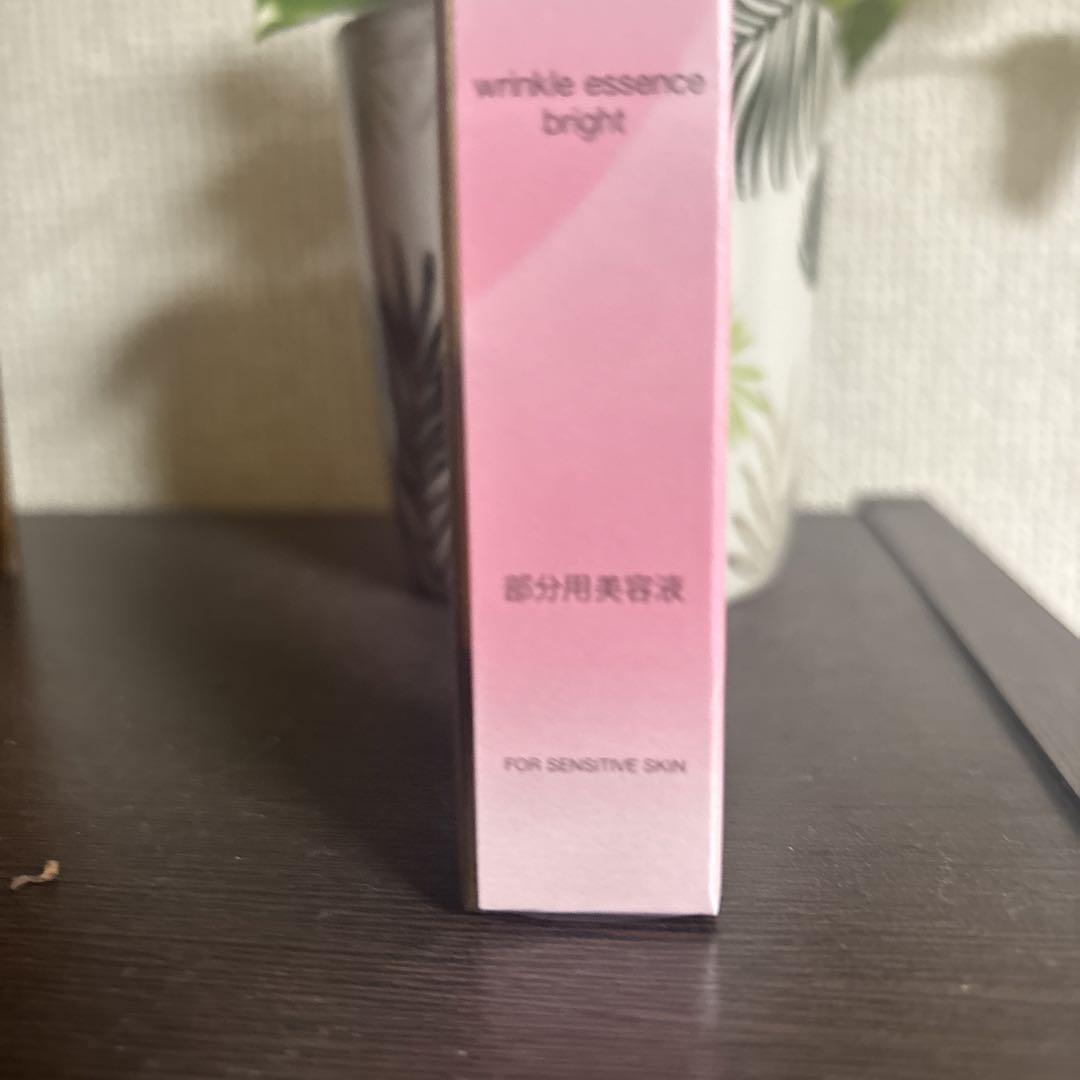 wrinkle essence
bright
部分用美容液
FOR SENSITIVE SKIN